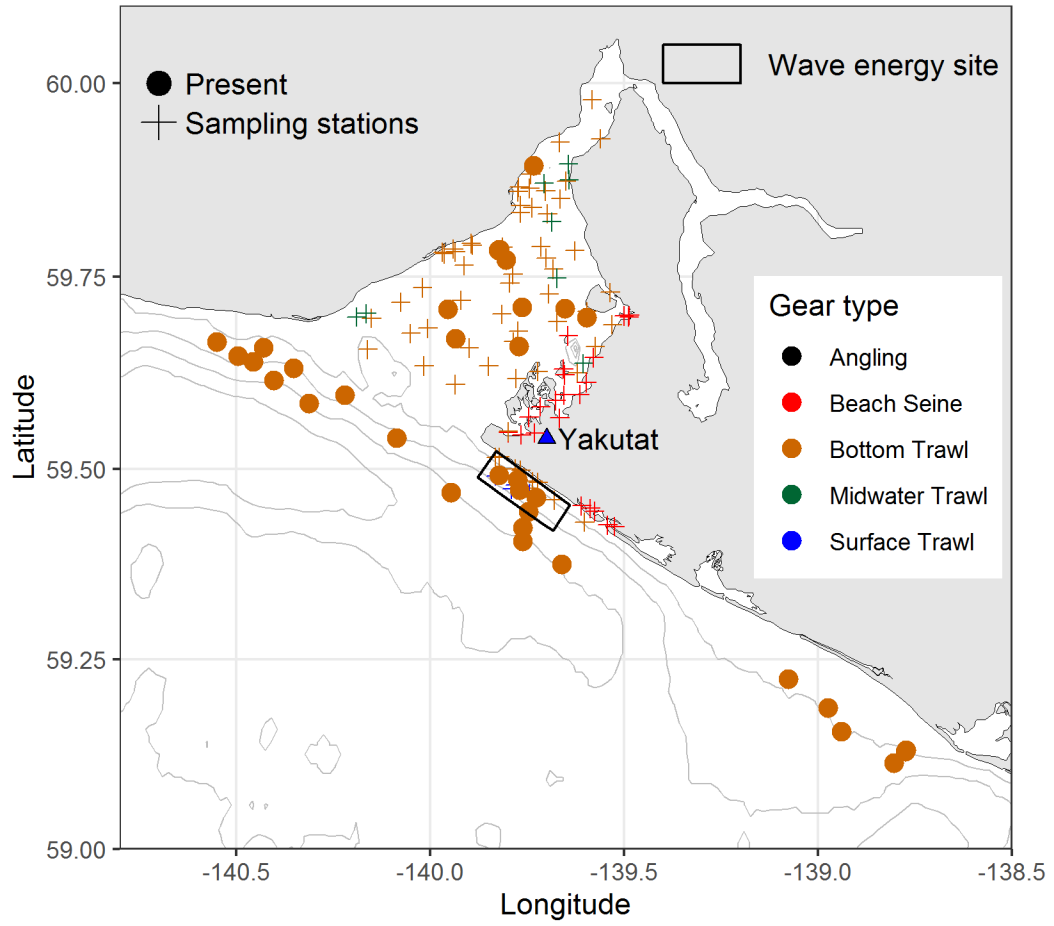 Present
Sampling stations
Wave energy site
60.00
59.75
59.50
59.25
59.00
Latitude
Yakutat
Gear type
Angling
Beach Seine
Bottom Trawl
Midwater Trawl
Surface Trawl
-140.5
-140.0
-139.5
-139.0
-138.5
Longitude